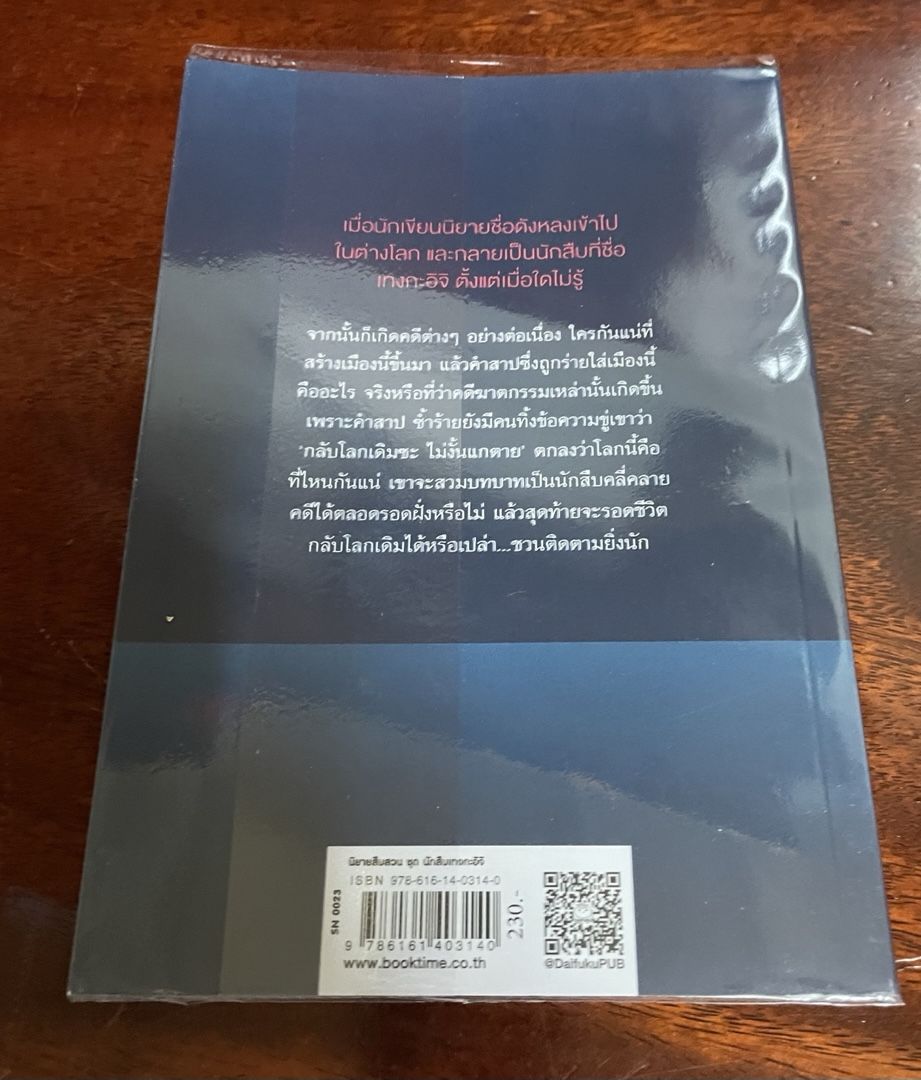 เมื่อนักเขียนนิยายชื่อดังหลงเข้าไป
ในต่างโลก และกลายเป็นนักสืบที่ชื่อ
เทงกะอิจิ ตั้งแต่เมื่อใดไม่รู้
จากนั้นก็เกิดคดีต่างๆ อย่างต่อเนื่อง ใครกันแน่ที่
สร้างเมืองนี้ขึ้นมา แล้วคำสาปซึ่งถูกร่ายใส่เมืองนี้
คืออะไร จริงหรือที่ว่าคดีฆาตกรรมเหล่านั้นเกิดขึ้น
เพราะคำสาป ซ้ำร้ายยังมีคนทิ้งข้อความขู่เขาว่า
'กลับโลกเดิมซะ ไม่งั้นแกตาย' ตกลงว่าโลกนี้คือ
ที่ไหนกันแน่ เขาจะสวมบทบาทเป็นนักสืบคลี่คลาย
คดีได้ตลอดรอดฝั่งหรือไม่ แล้วสุดท้ายจะรอดชีวิต
กลับโลกเดิมได้หรือเปล่า...ชวนติดตามยิ่งนัก
นิยายสืบสวน ชุด นักสืบเทงกะอิจิ
ISBN 978-616-14-0314-0
SN 0023
230.-
9 786161 403140
www.booktime.co.th
@DaifukuPUB